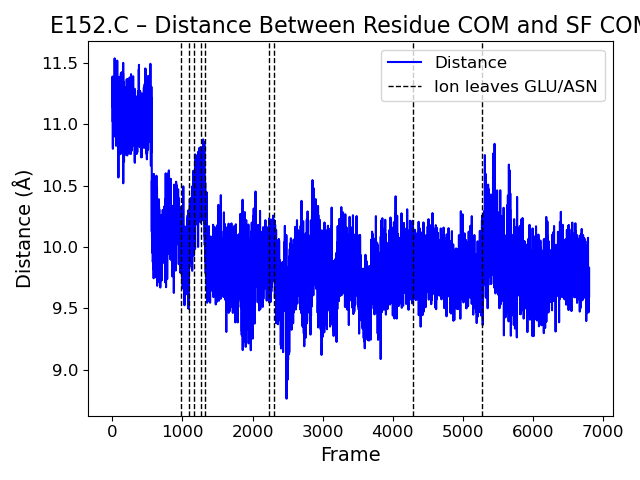 E152.C – Distance Between Residue COM and SF COM
Distance
Ion leaves GLU/ASN
Distance (Å)
11.5
11.0
10.5
10.0
9.5
9.0
0 1000 2000 3000 4000 5000 6000 7000
Frame